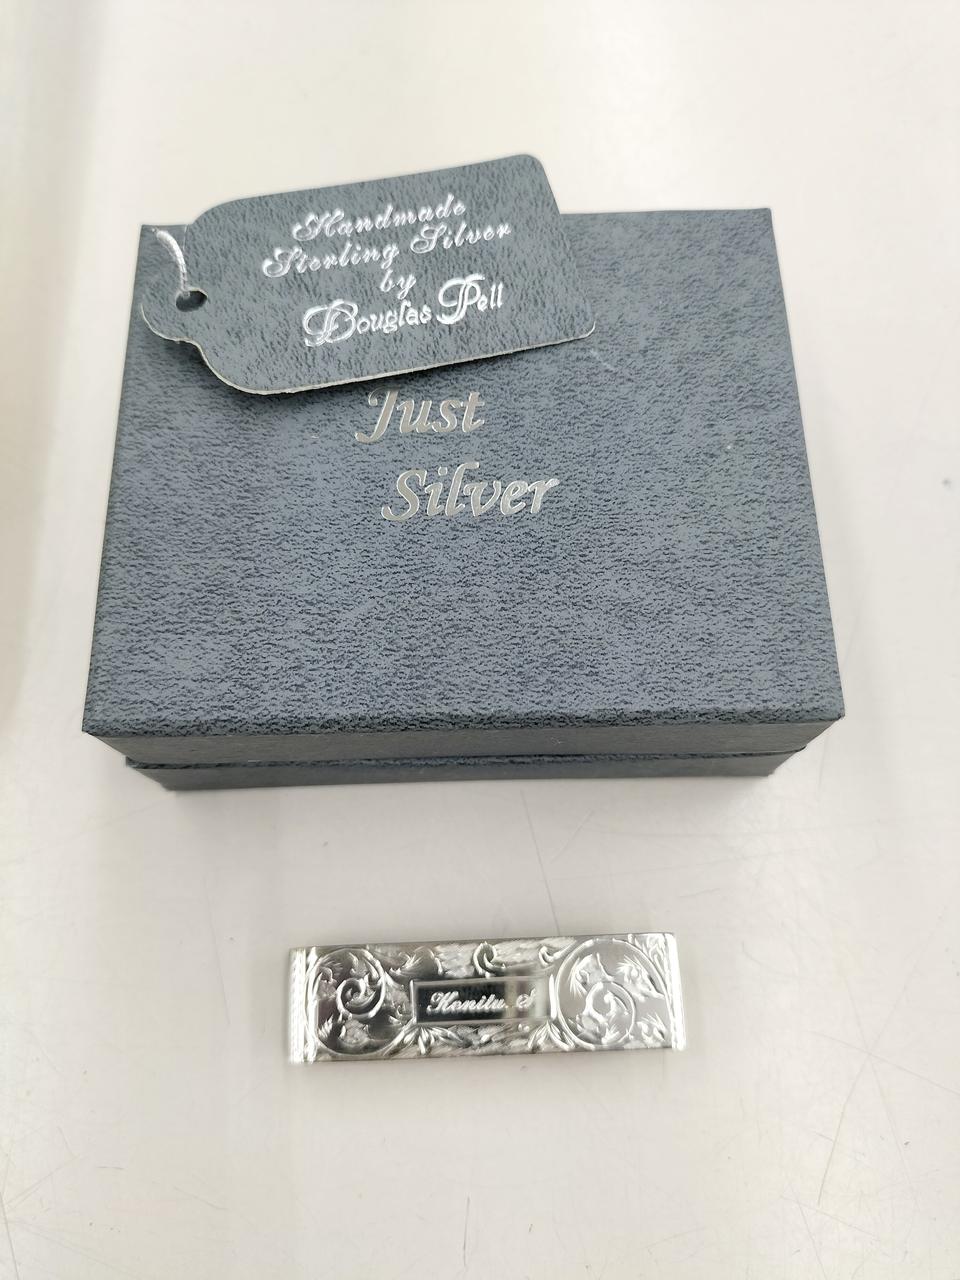 Handmade
Sterling Silver
by
Douglas Pell
Just
Silver